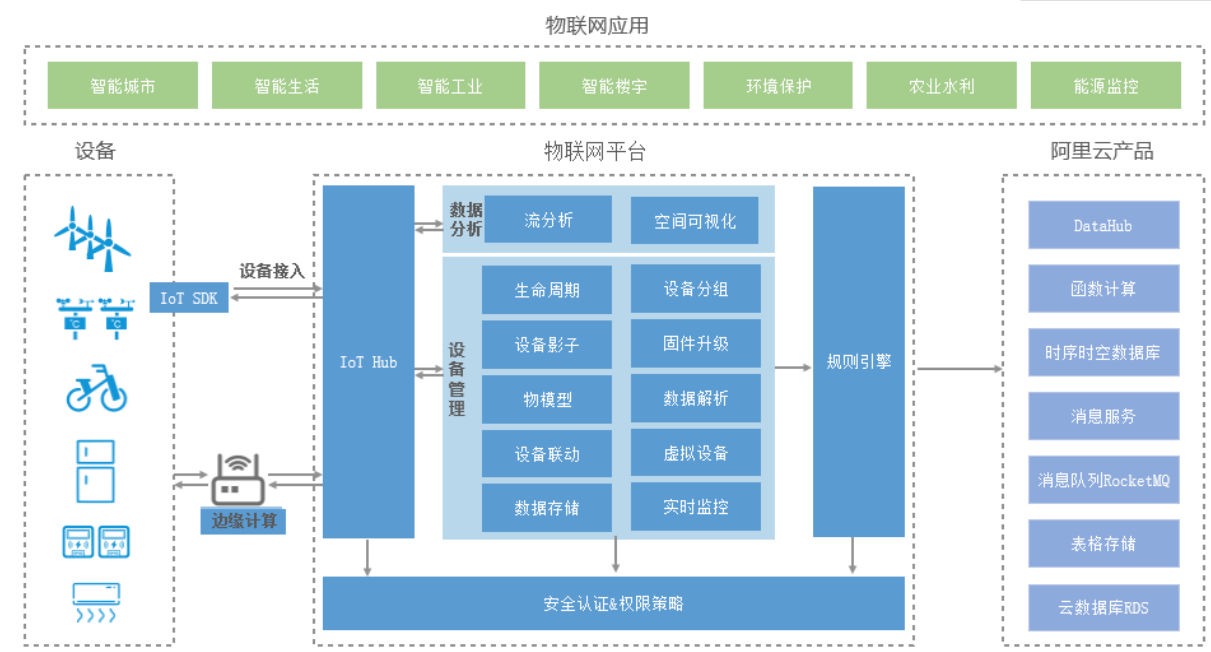 物联网应用
智能城市
智能生活
智能工业
智能楼宇
环境保护
农业水利
能源监控
设备
物联网平台
阿里云产品
IoT SDK
设备接入
边缘计算
℃ ℃
IoT Hub
数据
分析
流分析
空间可视化
设
备
管
理
生命周期
设备分组
设备影子
固件升级
物模型
数据解析
设备联动
虚拟设备
数据存储
实时监控
规则引擎
安全认证&权限策略
DataHub
函数计算
时序时空数据库
消息服务
消息队列RocketMQ
表格存储
云数据库RDS